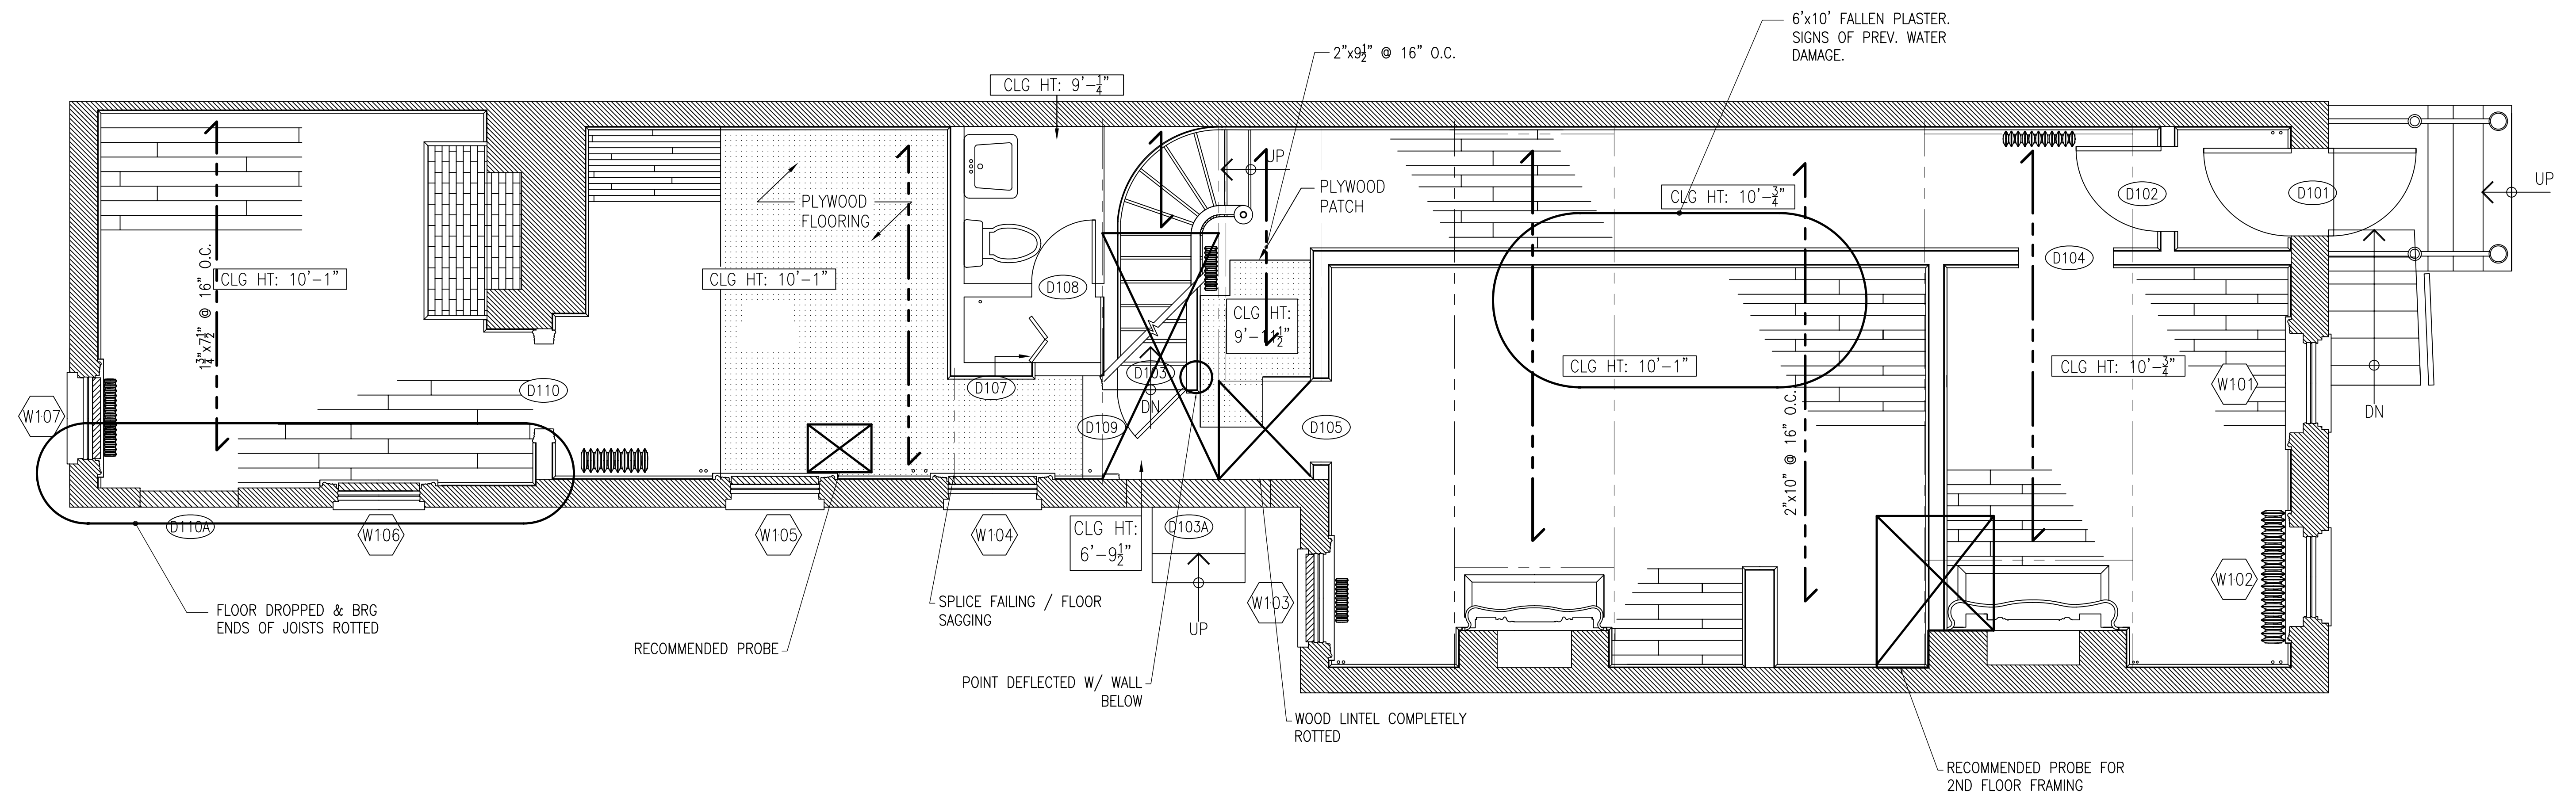 6'x10' FALLEN PLASTER.
SIGNS OF PREV. WATER
DAMAGE.
2"x9½" @ 16" O.C.
CLG HT: 9'-¼"
UP
PLYWOOD
PATCH
CLG HT: 10'-¾"
D102
D101
UP
PLYWOOD
FLOORING
1¾"x7½" @ 16" O.C.
CLG HT: 10'-1"
CLG HT: 10'-1"
D108
D104
CLG HT:
9'-11½"
CLG HT: 10'-1"
CLG HT: 10'-¾"
D103
D107
D110
W101
DN
DN
W107
D109
D105
2"x10" @ 16" O.C.
D110A
W106
W105
W104
CLG HT:
6'-9½"
D103A
W102
W103
UP
FLOOR DROPPED & BRG
ENDS OF JOISTS ROTTED
SPLICE FAILING / FLOOR
SAGGING
RECOMMENDED PROBE
POINT DEFLECTED W/ WALL
BELOW
WOOD LINTEL COMPLETELY
ROTTED
RECOMMENDED PROBE FOR
2ND FLOOR FRAMING